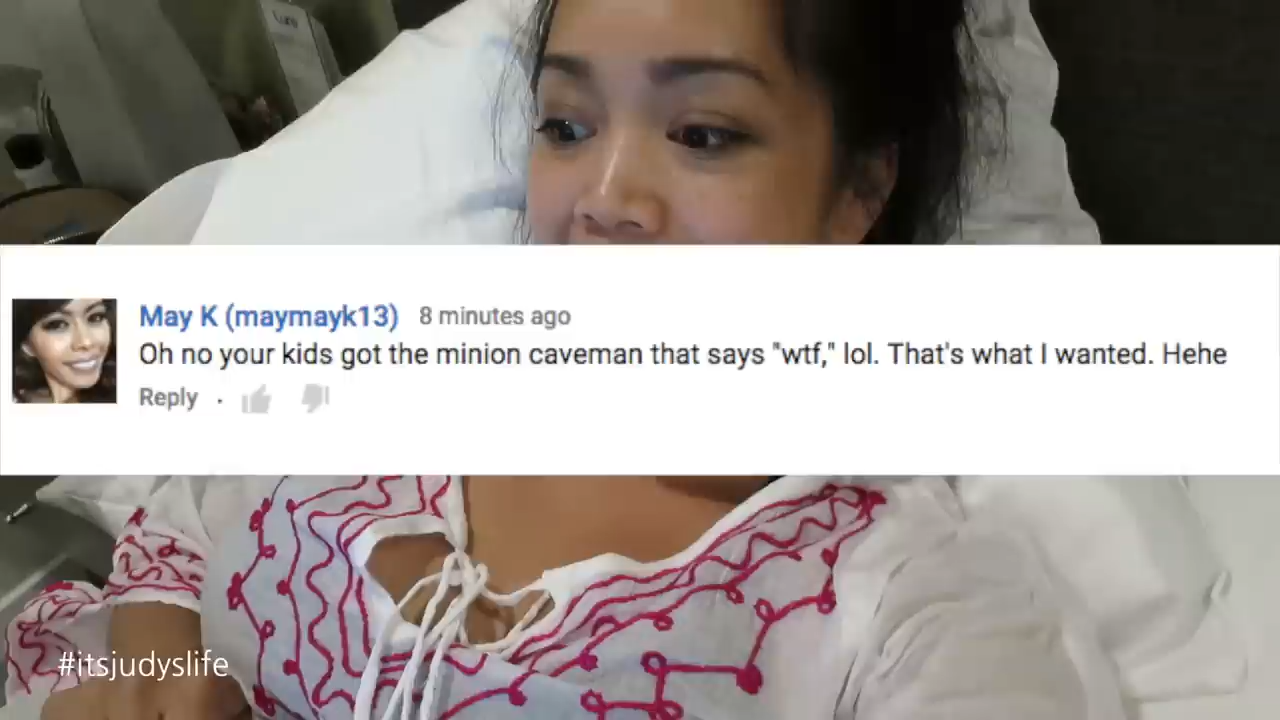 May K (maymayk13) 8 minutes ago
Oh no your kids got the minion caveman that says "wtf," lol. That's what I wanted. Hehe
Reply ·
#itsjudyslife